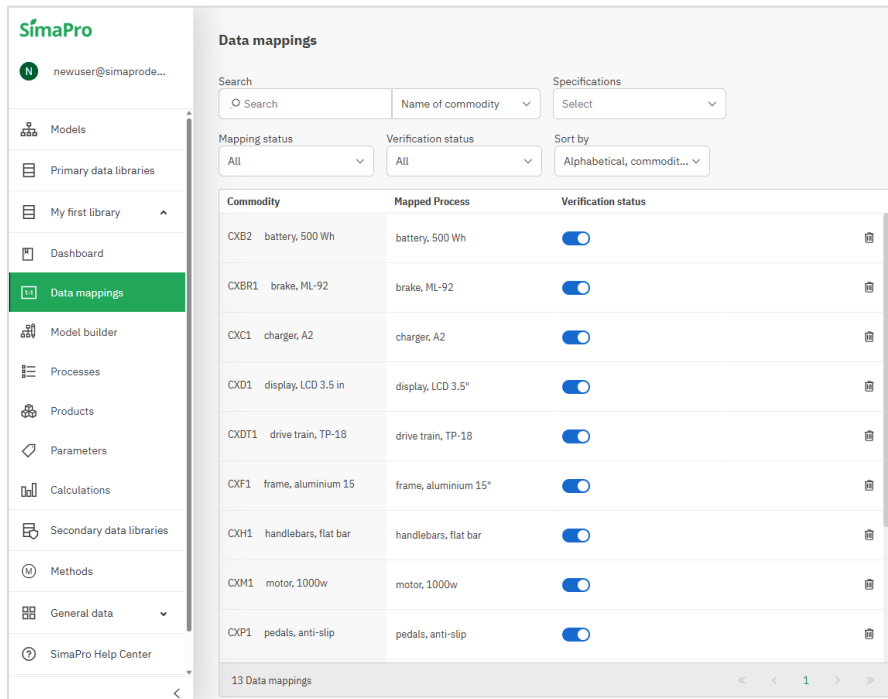 SimaPro
N newuser@simaprode...
Models
Primary data libraries
My first library
Dashboard
1:1 Data mappings
Model builder
Processes
Products
Parameters
Calculations
Secondary data libraries
M Methods
General data
? SimaPro Help Center
Data mappings
Search Specifications
Search Name of commodity Select
Mapping status Verification status Sort by
All All Alphabetical, commodit...
Commodity Mapped Process Verification status
CXB2 battery, 500 Wh battery, 500 Wh
CXBR1 brake, ML-92 brake, ML-92
CXC1 charger, A2 charger, A2
CXD1 display, LCD 3.5 in display, LCD 3.5"
CXDT1 drive train, TP-18 drive train, TP-18
CXF1 frame, aluminium 15 frame, aluminium 15"
CXH1 handlebars, flat bar handlebars, flat bar
CXM1 motor, 1000w motor, 1000w
CXP1 pedals, anti-slip pedals, anti-slip
13 Data mappings « < 1 > »